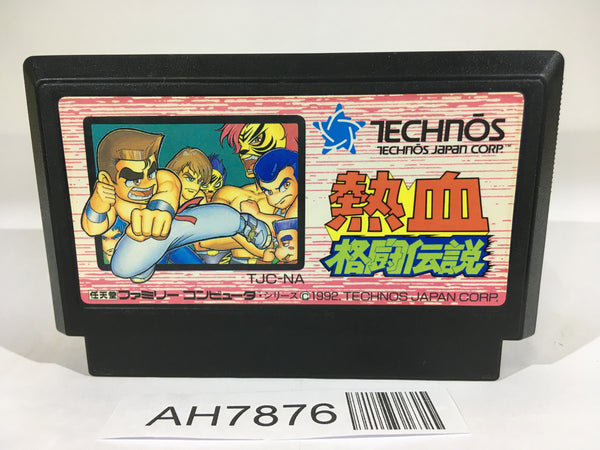 TECHNŌS
TECHNŌS JAPAN CORP.™
熱血
格闘伝説
TJC-NA
任天堂 ファミリー コンピュータ・シリーズ ©1992, TECHNOS JAPAN CORP.
AH7876